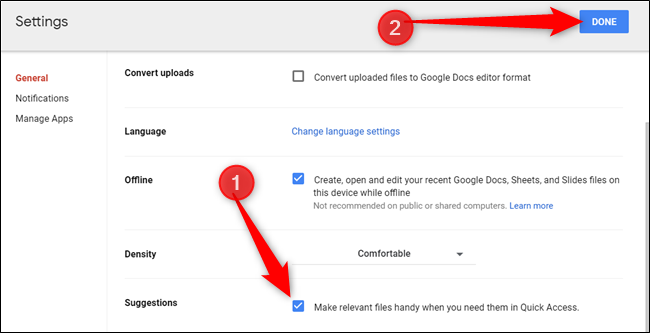 Settings
2
DONE
General
Notifications
Manage Apps
Convert uploads
Convert uploaded files to Google Docs editor format
Language
Change language settings
Offline
Create, open and edit your recent Google Docs, Sheets, and Slides files on
this device while offline
Not recommended on public or shared computers. Learn more
1
Density
Comfortable
Suggestions
Make relevant files handy when you need them in Quick Access.